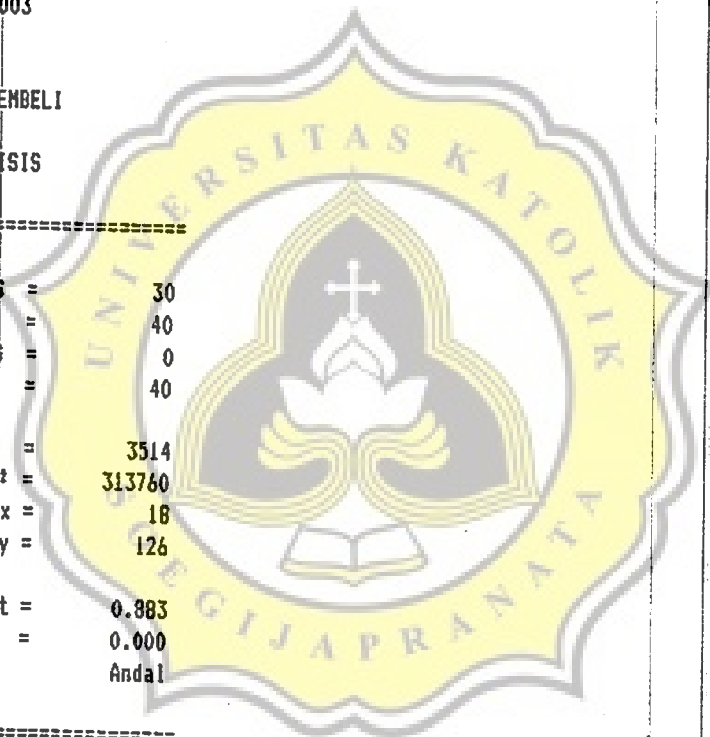 003
EMBELI
ISIS
=====================
s = 30
= 40
s = 0
= 40
= 3514
² = 313760
x = 18
y = 126
t = 0.883
= 0.000
Andal
=====================
UNIVERSITAS KATOLIK
SOEGIJAPRANATA